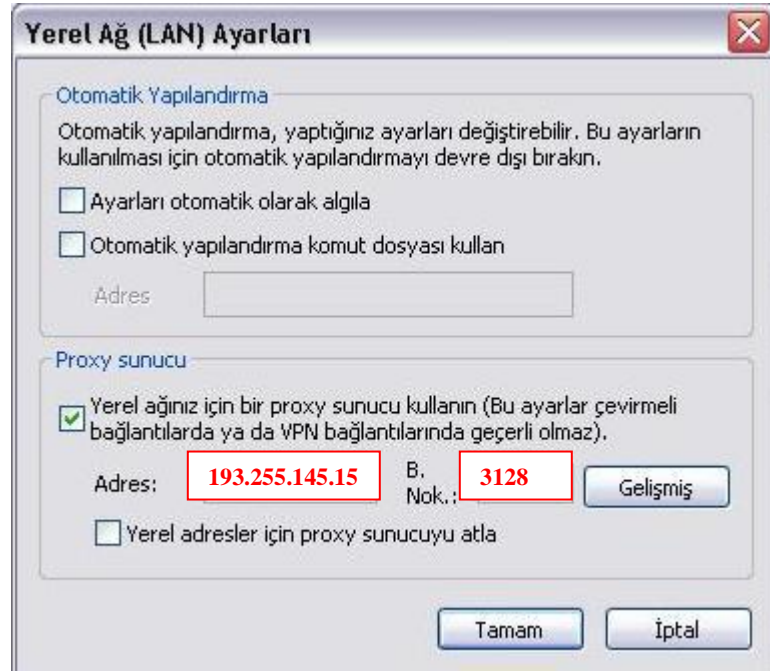 Yerel Ağ (LAN) Ayarları
Otomatik Yapılandırma
Otomatik yapılandırma, yaptığınız ayarları değiştirebilir. Bu ayarların
kullanılması için otomatik yapılandırmayı devre dışı bırakın.
Ayarları otomatik olarak algıla
Otomatik yapılandırma komut dosyası kullan
Adres
Proxy sunucu
Yerel ağınız için bir proxy sunucu kullanın (Bu ayarlar çevirmeli
bağlantılarda ya da VPN bağlantılarında geçerli olmaz).
Adres: 193.255.145.15 B. Nok.: 3128 Gelişmiş
Yerel adresler için proxy sunucuyu atla
Tamam İptal